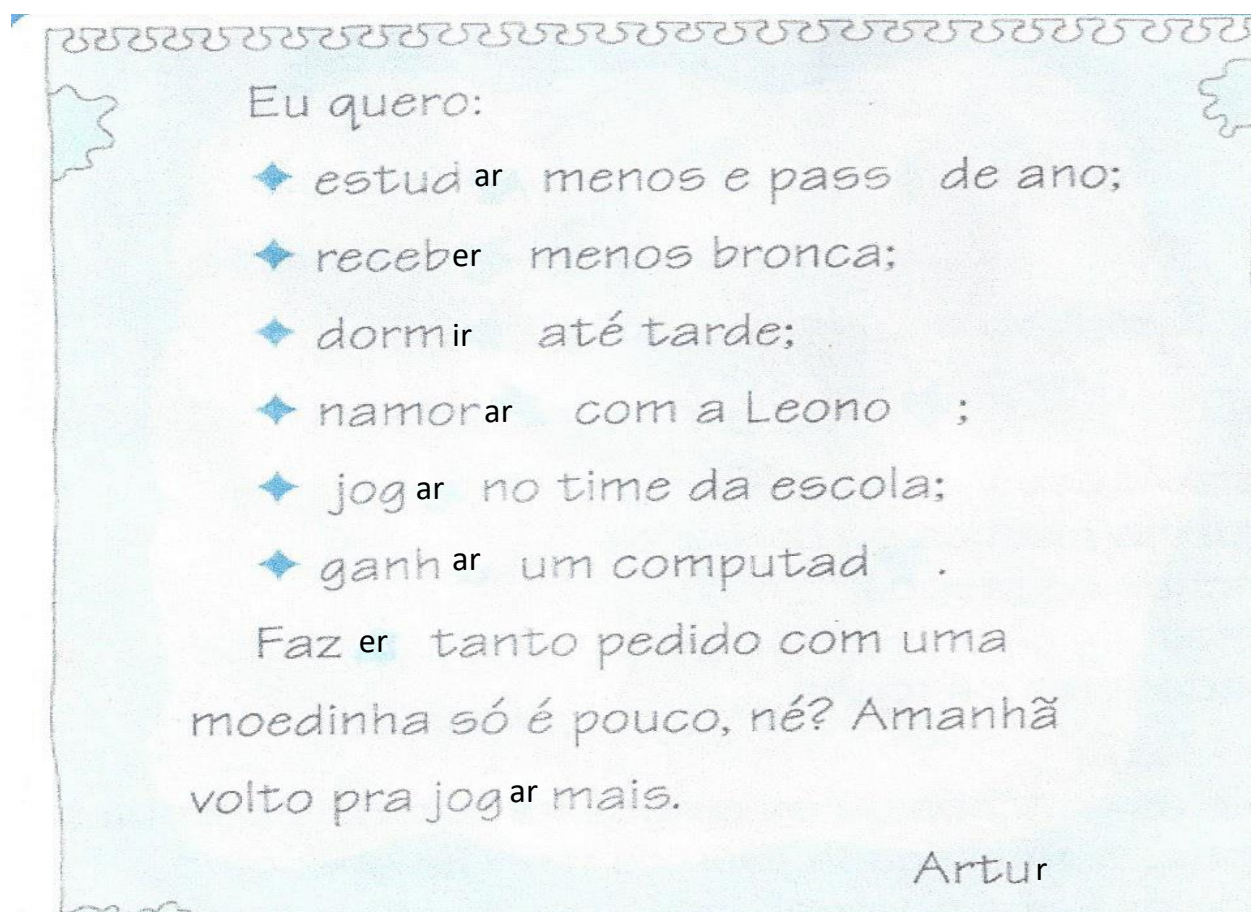 Eu quero:
estudar menos e pass de ano;
receber menos bronca;
dormir até tarde;
namorar com a Leono ;
jogar no time da escola;
ganhar um computad .
Fazer tanto pedido com uma
moedinha só é pouco, né? Amanhã
volto pra jogar mais.
Artur